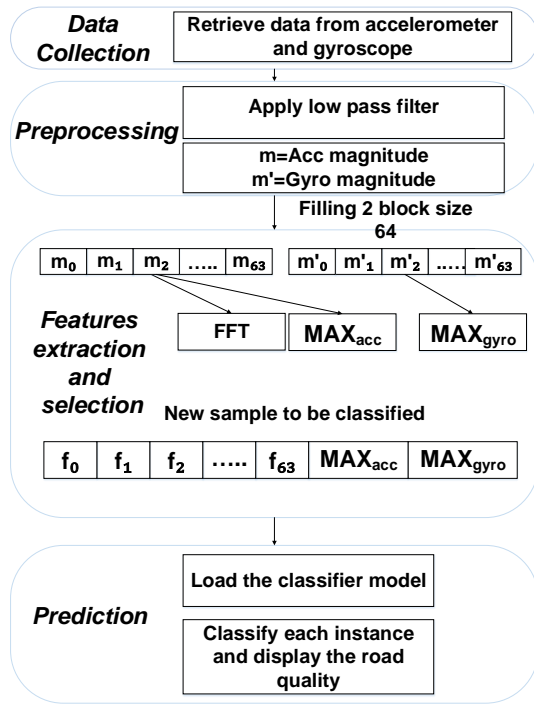 Data
Collection
Retrieve data from accelerometer
and gyroscope
Preprocessing
Apply low pass filter
m=Acc magnitude
m'=Gyro magnitude
Filling 2 block size
64
m₀ m₁ m₂ ..... m₆₃ m'₀ m'₁ m'₂ ..... m'₆₃
FFT MAXacc MAXgyro
Features
extraction
and
selection
New sample to be classified
f₀ f₁ f₂ ..... f₆₃ MAXacc MAXgyro
Prediction
Load the classifier model
Classify each instance
and display the road
quality